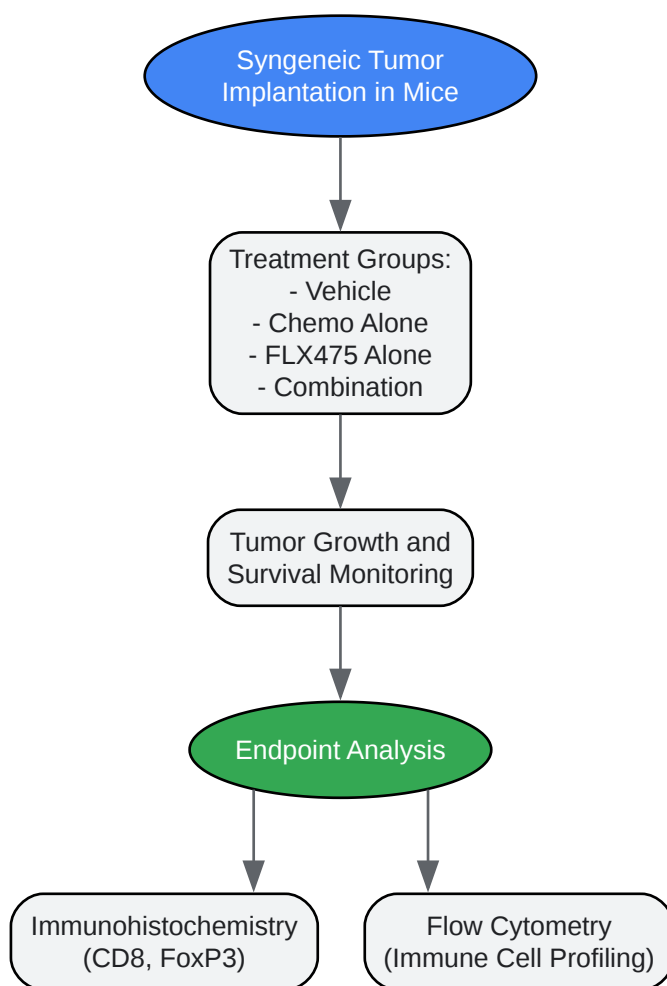 Syngeneic Tumor
Implantation in Mice
Treatment Groups:
- Vehicle
- Chemo Alone
- FLX475 Alone
- Combination
Tumor Growth and
Survival Monitoring
Endpoint Analysis
Immunohistochemistry
(CD8, FoxP3)
Flow Cytometry
(Immune Cell Profiling)